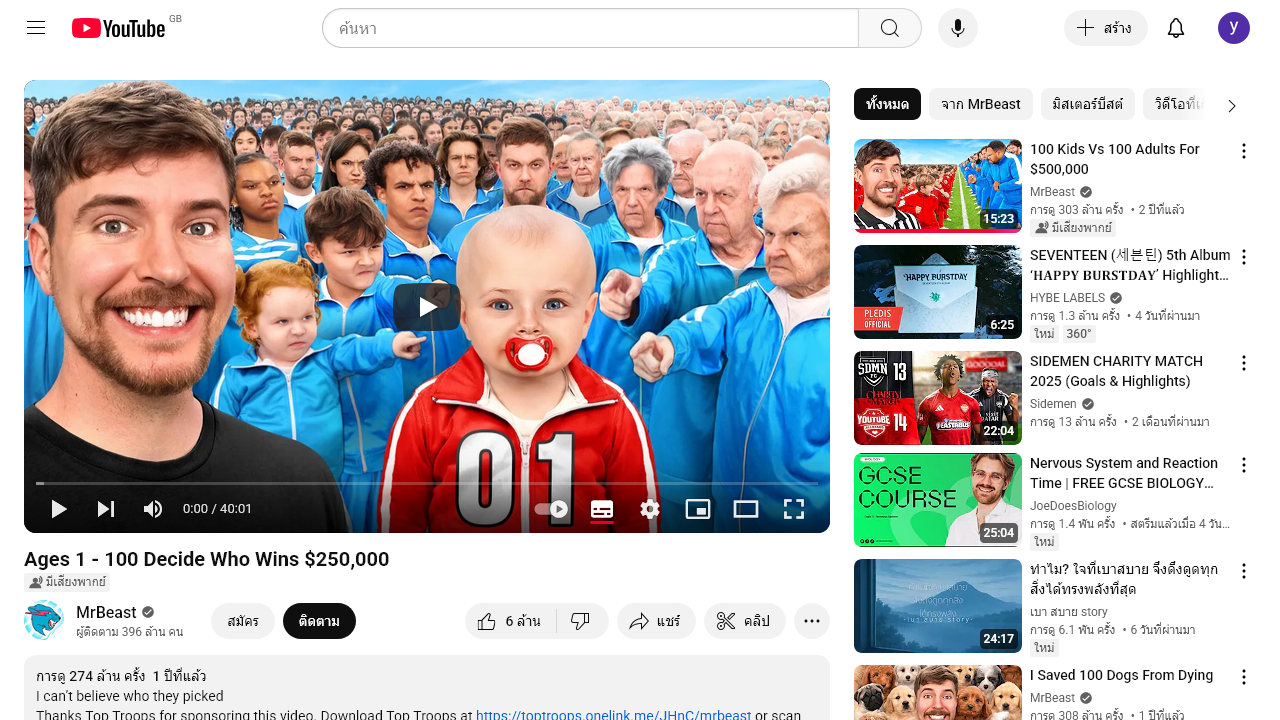 YouTube GB
ค้นหา
สร้าง
y
01
0:00 / 40:01
Ages 1 - 100 Decide Who Wins $250,000
มีเสียงพากย์
MrBeast
ผู้ติดตาม 396 ล้าน คน
สมัคร
ติดตาม
6 ล้าน
แชร์
คลิป
การดู 274 ล้าน ครั้ง 1 ปีที่แล้ว
I can't believe who they picked
Thanks Top Troops for sponsoring this video. Download Top Troops at https://toptroops.onelink.me/JHnC/mrbeast or scan
ทั้งหมด
จาก MrBeast
มิสเตอร์บีสต์
15:23
100 Kids Vs 100 Adults For
$500,000
MrBeast
การดู 303 ล้าน ครั้ง • 2 ปีที่แล้ว
มีเสียงพากย์
HAPPY BURSTDAY
PLEDIS
OFFICIAL
6:25
SEVENTEEN (세븐틴) 5th Album
‘HAPPY BURSTDAY’ Highlight…
HYBE LABELS
การดู 1.3 ล้าน ครั้ง • 4 วันที่ผ่านมา
ใหม่ 360°
SDMN 13
CHARITY
MATCH
YOUTUBE 14
GOOOOAL
22:04
SIDEMEN CHARITY MATCH
2025 (Goals & Highlights)
Sidemen
การดู 13 ล้าน ครั้ง • 2 เดือนที่ผ่านมา
GCSE
COURSE
25:04
Nervous System and Reaction
Time | FREE GCSE BIOLOGY…
JoeDoesBiology
การดู 1.4 พัน ครั้ง • สตรีมแล้วเมื่อ 4 วัน…
ใหม่
24:17
ทำไม? ใจที่เบาสบาย จึงดึงดูดทุก
สิ่งได้ทรงพลังที่สุด
เบา สบาย story
การดู 6.1 พัน ครั้ง • 6 วันที่ผ่านมา
ใหม่
I Saved 100 Dogs From Dying
MrBeast
การดู 308 ล้าน ครั้ง • 1 ปีที่แล้ว